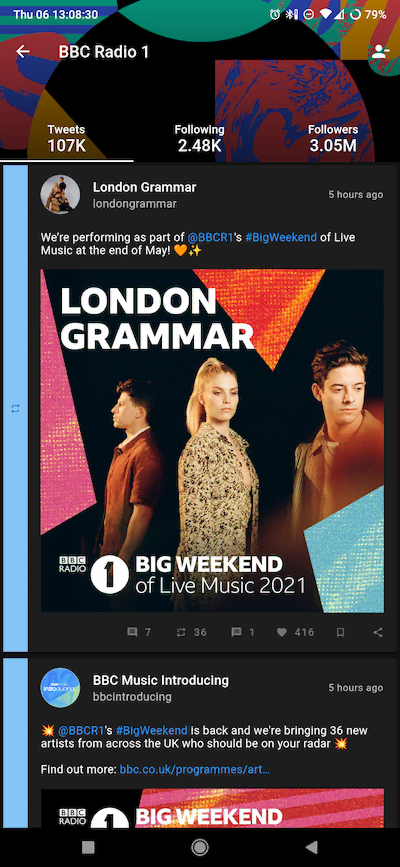 Thu 06 13:08:30
79%
BBC Radio 1
Tweets
Following
Followers
107K
2.48K
3.05M
London Grammar
londongrammar
5 hours ago
We're performing as part of @BBCR1's #BigWeekend of Live
Music at the end of May! 🧡✨
LONDON
GRAMMAR
BBC
RADIO
1
BIG WEEKEND
of Live Music 2021
7
36
1
416
BBC Music Introducing
bbcintroducing
5 hours ago
introducing
💥 @BBCR1's #BigWeekend is back and we're bringing 36 new
artists from across the UK who should be on your radar 💥
Find out more: bbc.co.uk/programmes/art…
BBC
RADIO
1
BIG WEEKEND